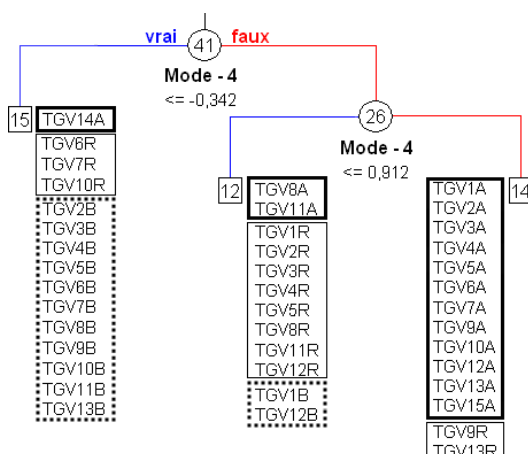 vrai 41 faux
Mode - 4
<= -0,342
15
TGV14A
TGV6R
TGV7R
TGV10R
TGV2B
TGV3B
TGV4B
TGV5B
TGV6B
TGV7B
TGV8B
TGV9B
TGV10B
TGV11B
TGV13B
26
Mode - 4
<= 0,912
12
TGV8A
TGV11A
TGV1R
TGV2R
TGV3R
TGV4R
TGV5R
TGV8R
TGV11R
TGV12R
TGV1B
TGV12B
14
TGV1A
TGV2A
TGV3A
TGV4A
TGV5A
TGV6A
TGV7A
TGV9A
TGV10A
TGV12A
TGV13A
TGV15A
TGV9R
TGV13R